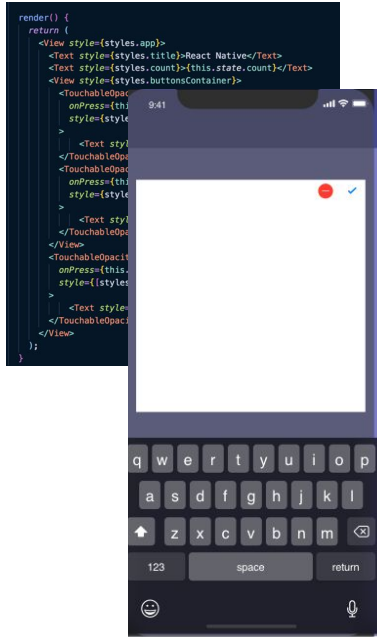 render() {
return (
<View style={styles.app}>
<Text style={styles.title}>React Native</Text>
<Text style={styles.count}>{this.state.count}</Text>
<View style={styles.buttonsContainer}>
<TouchableOpac
onPress={thi
style={style
>
<Text styl
</TouchableOpa
<TouchableOpac
onPress={thi
style={style
>
<Text styl
</TouchableOpa
</View>
<TouchableOpacit
onPress={this.
style={[styles
>
<Text style=
</TouchableOpaci
</View>
);
}
9:41
q w e r t y u i o p
a s d f g h j k l
z x c v b n m
123 space return